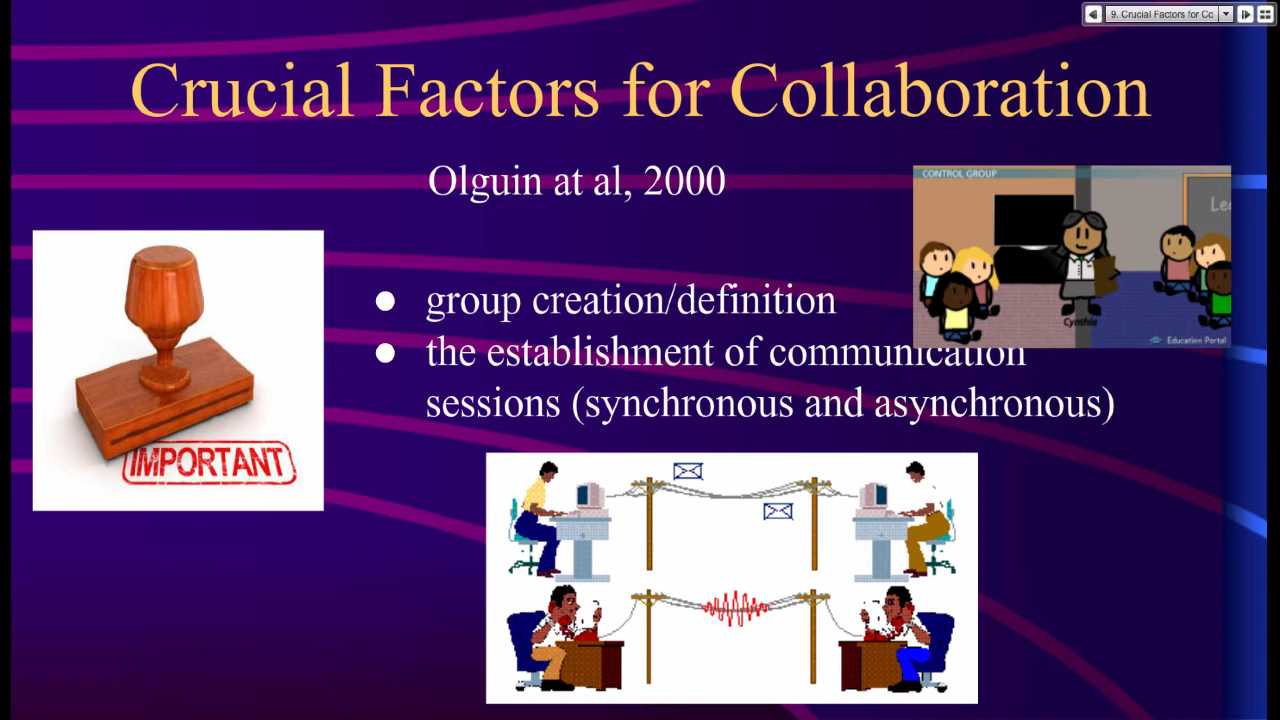 9. Crucial Factors for Co
Crucial Factors for Collaboration
Olguin at al, 2000
CONTROL GROUP
Le
Cynthia
Education Portal
IMPORTANT
● group creation/definition
● the establishment of communication
sessions (synchronous and asynchronous)